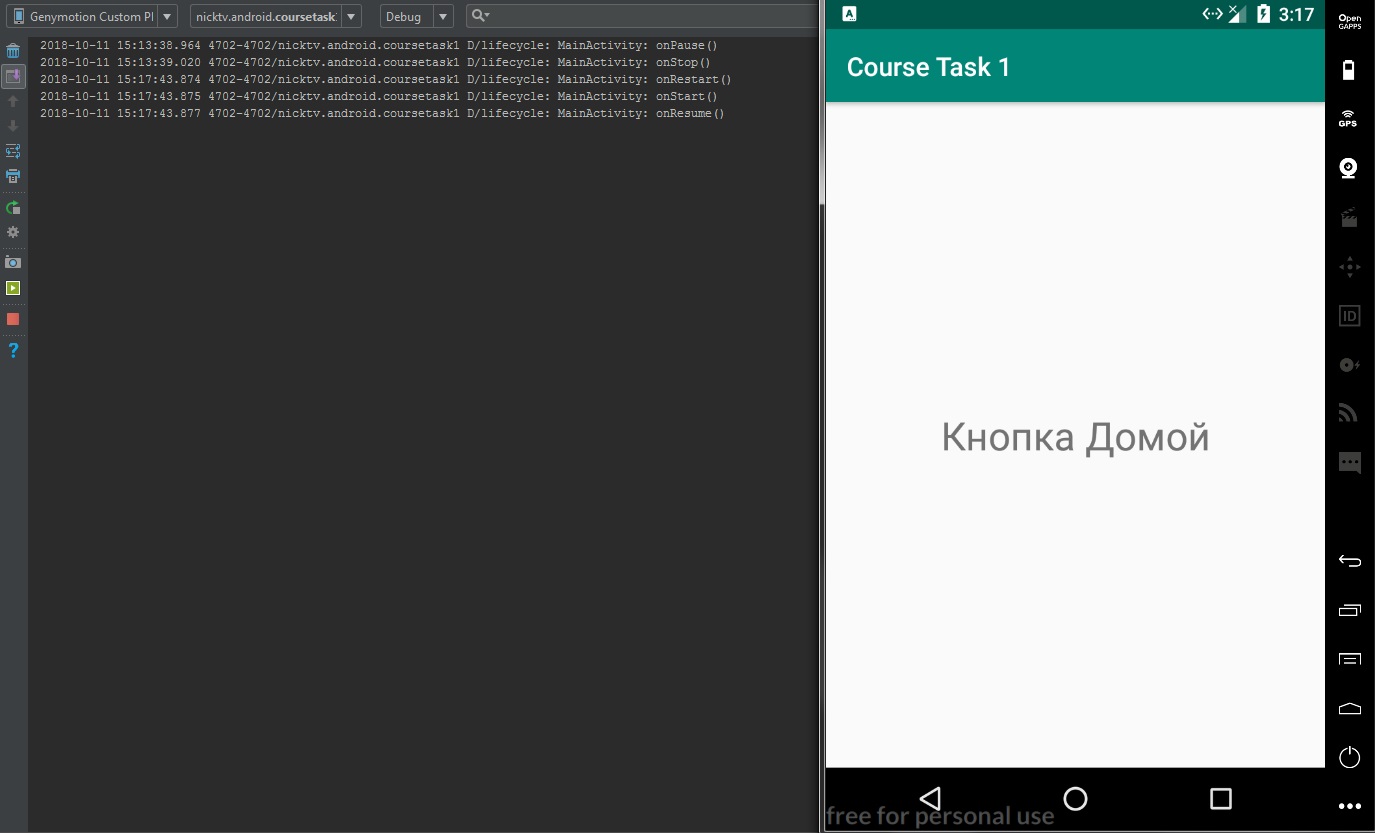 Genymotion Custom Pl
nicktv.android.coursetask
Debug
2018-10-11 15:13:38.964 4702-4702/nicktv.android.coursetask1 D/lifecycle: MainActivity: onPause()
2018-10-11 15:13:39.020 4702-4702/nicktv.android.coursetask1 D/lifecycle: MainActivity: onStop()
2018-10-11 15:17:43.874 4702-4702/nicktv.android.coursetask1 D/lifecycle: MainActivity: onRestart()
2018-10-11 15:17:43.875 4702-4702/nicktv.android.coursetask1 D/lifecycle: MainActivity: onStart()
2018-10-11 15:17:43.877 4702-4702/nicktv.android.coursetask1 D/lifecycle: MainActivity: onResume()
A
3:17
Course Task 1
Кнопка Домой
free for personal use
Open
GAPPS
GPS
ID